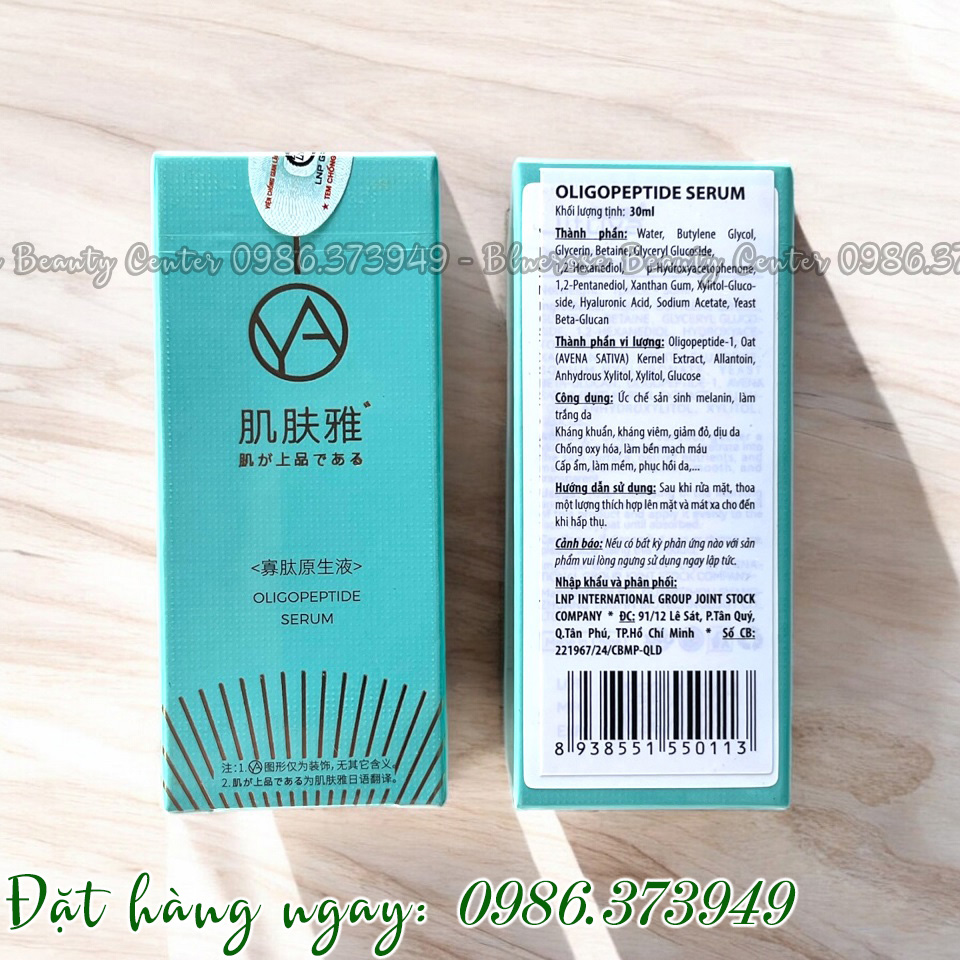 VIỆN CHỐNG HÀNG
LNP G
★ TEM CHỐNG
Beauty Center 0986.373949 - Bluerose Beauty Center 0986.37
YA
肌肤雅
肌が上品である
<寡肽原生液>
OLIGOPEPTIDE
SERUM
注:1.YA图形仅为装饰,无其它含义。
2.肌が上品である为肌肤雅日语翻译。
OLIGOPEPTIDE SERUM
Khối lượng tịnh: 30ml
Thành phần: Water, Butylene Glycol,
Glycerin, Betaine, Glyceryl Glucoside,
1,2-Hexanediol, p-Hydroxyacetophenone,
1,2-Pentanediol, Xanthan Gum, Xylitol-Gluco-
side, Hyaluronic Acid, Sodium Acetate, Yeast
Beta-Glucan
Thành phần vi lượng: Oligopeptide-1, Oat
(AVENA SATIVA) Kernel Extract, Allantoin,
Anhydrous Xylitol, Xylitol, Glucose
Công dụng: Ức chế sản sinh melanin, làm
trắng da
Kháng khuẩn, kháng viêm, giảm đỏ, dịu da
Chống oxy hóa, làm bền mạch máu
Cấp ẩm, làm mềm, phục hồi da,...
Hướng dẫn sử dụng: Sau khi rửa mặt, thoa
một lượng thích hợp lên mặt và mát xa cho đến
khi hấp thụ.
Cảnh báo: Nếu có bất kỳ phản ứng nào với sản
phẩm vui lòng ngưng sử dụng ngay lập tức.
Nhập khẩu và phân phối:
LNP INTERNATIONAL GROUP JOINT STOCK
COMPANY * ĐC: 91/12 Lê Sát, P.Tân Quý,
Q.Tân Phú, TP.Hồ Chí Minh * Số CB:
221967/24/CBMP-QLD
8 938551 550113
Đặt hàng ngay: 0986.373949